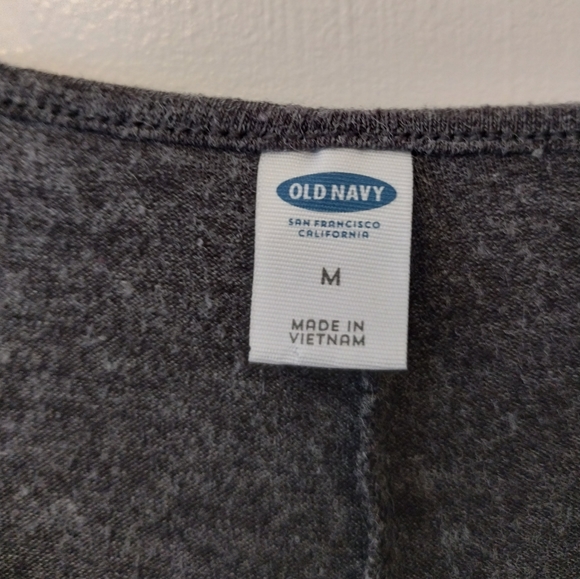 OLD NAVY
SAN FRANCISCO
CALIFORNIA
M
MADE IN
VIETNAM